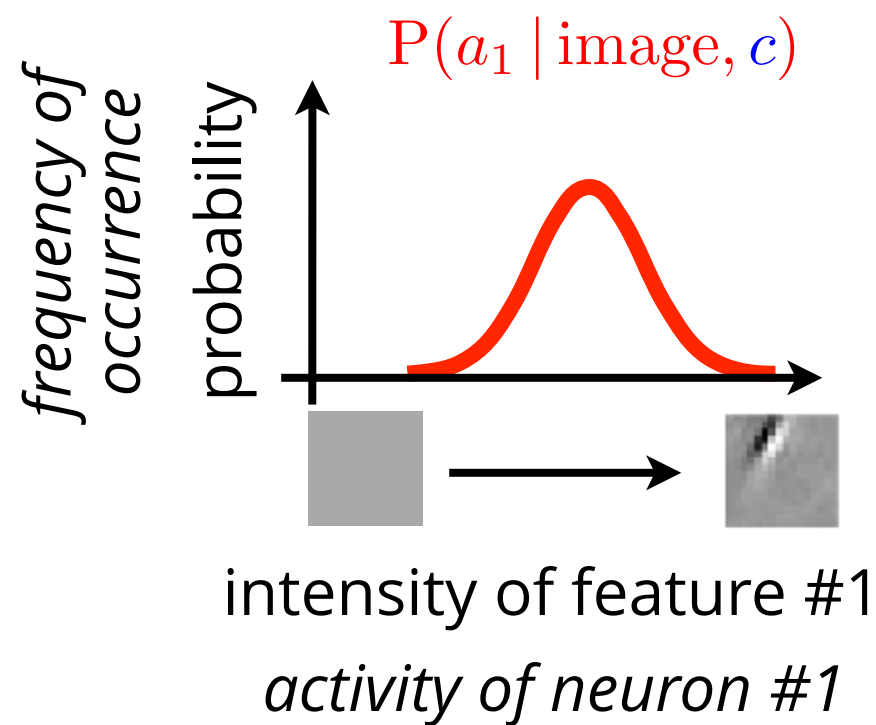 P(a₁ | image, c)
frequency of
occurrence
probability
intensity of feature #1
activity of neuron #1